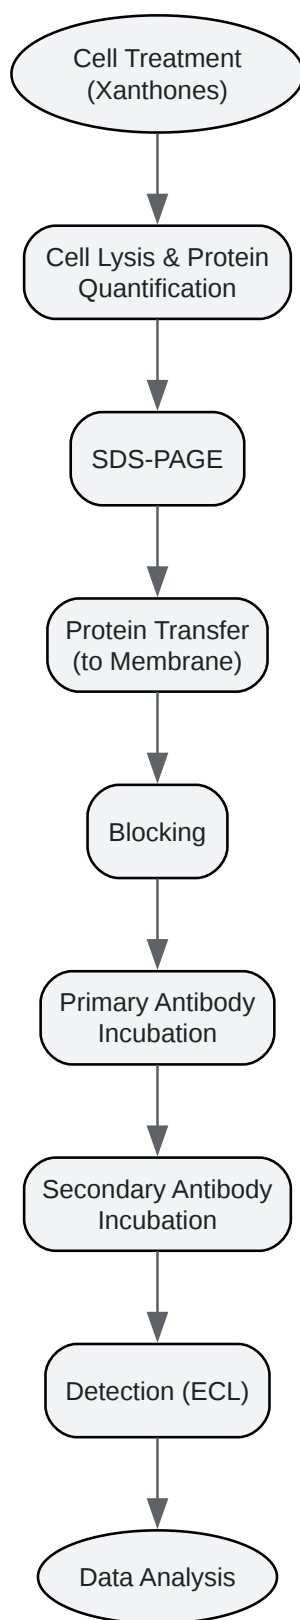 Cell Treatment
(Xanthones)
Cell Lysis & Protein
Quantification
SDS-PAGE
Protein Transfer
(to Membrane)
Blocking
Primary Antibody
Incubation
Secondary Antibody
Incubation
Detection (ECL)
Data Analysis